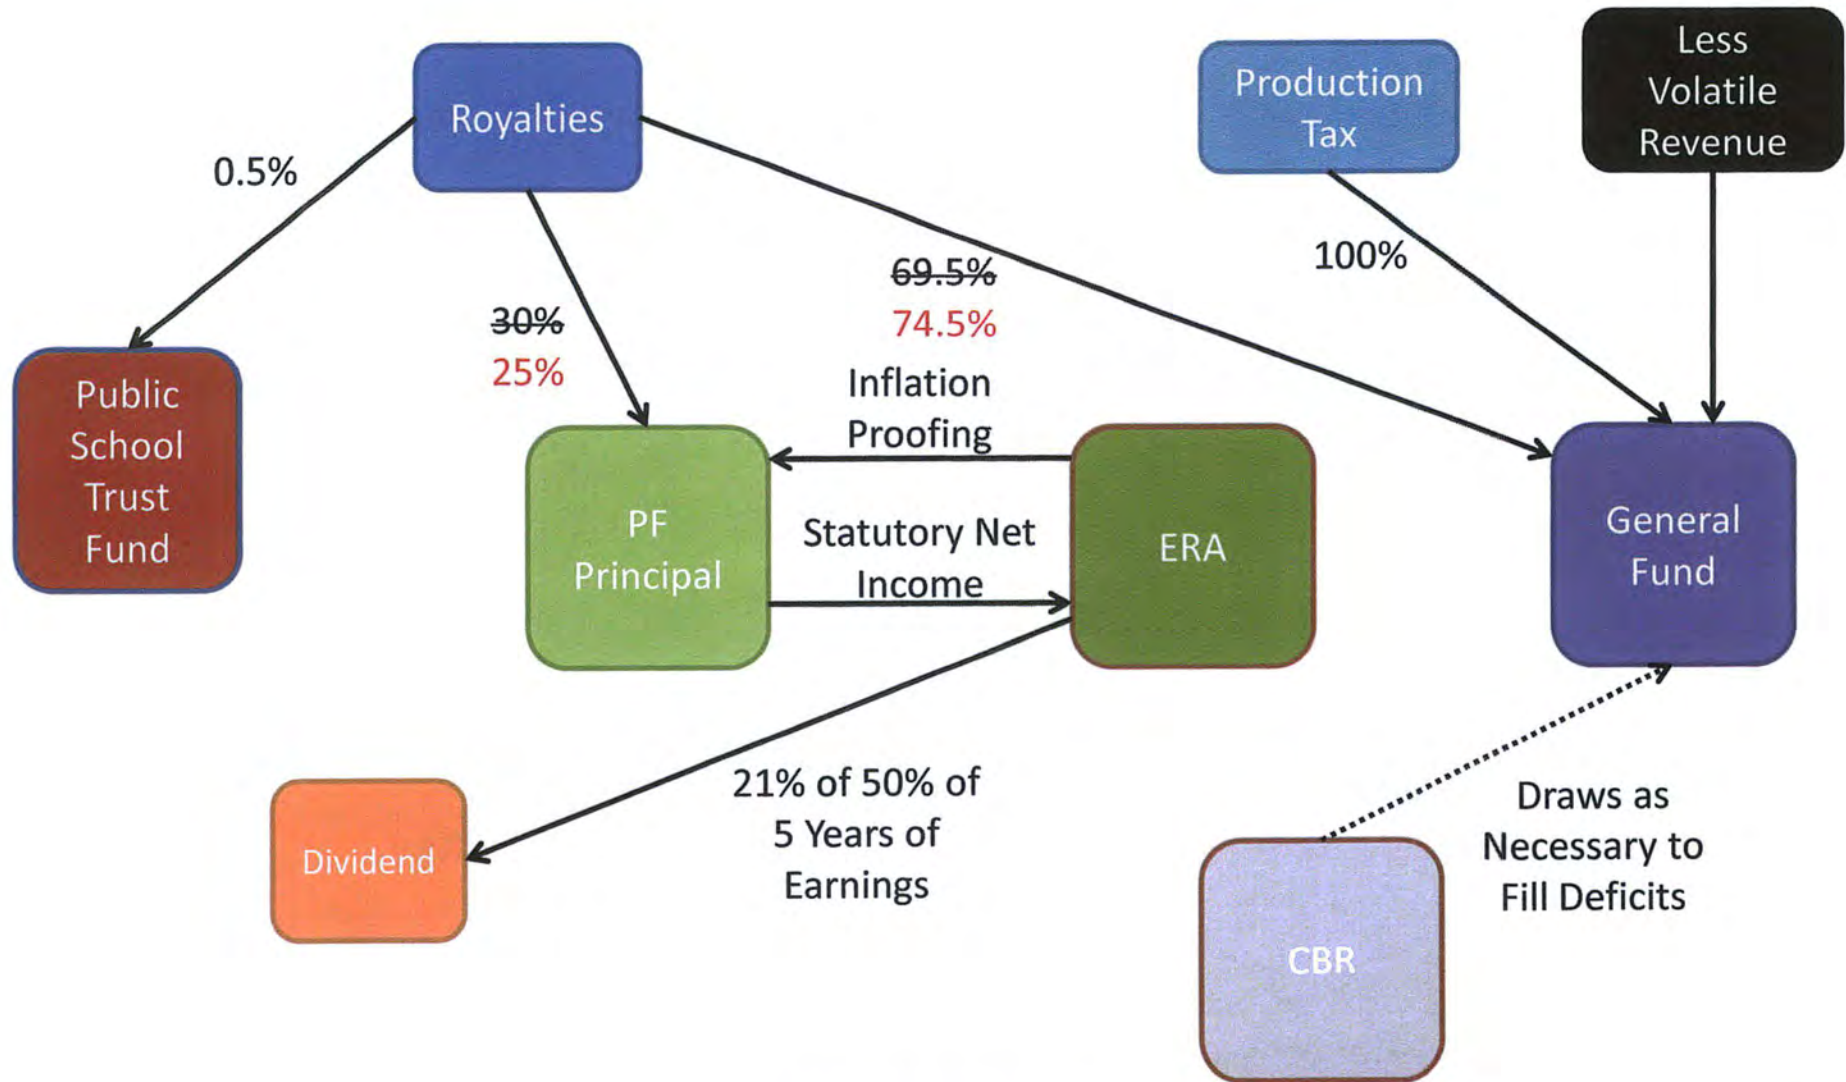 Royalties
Production
Tax
Less
Volatile
Revenue
0.5%
30%
25%
69.5%
74.5%
100%
Public
School
Trust
Fund
Inflation
Proofing
PF
Principal
Statutory Net
Income
ERA
General
Fund
Dividend
21% of 50% of
5 Years of
Earnings
CBR
Draws as
Necessary to
Fill Deficits